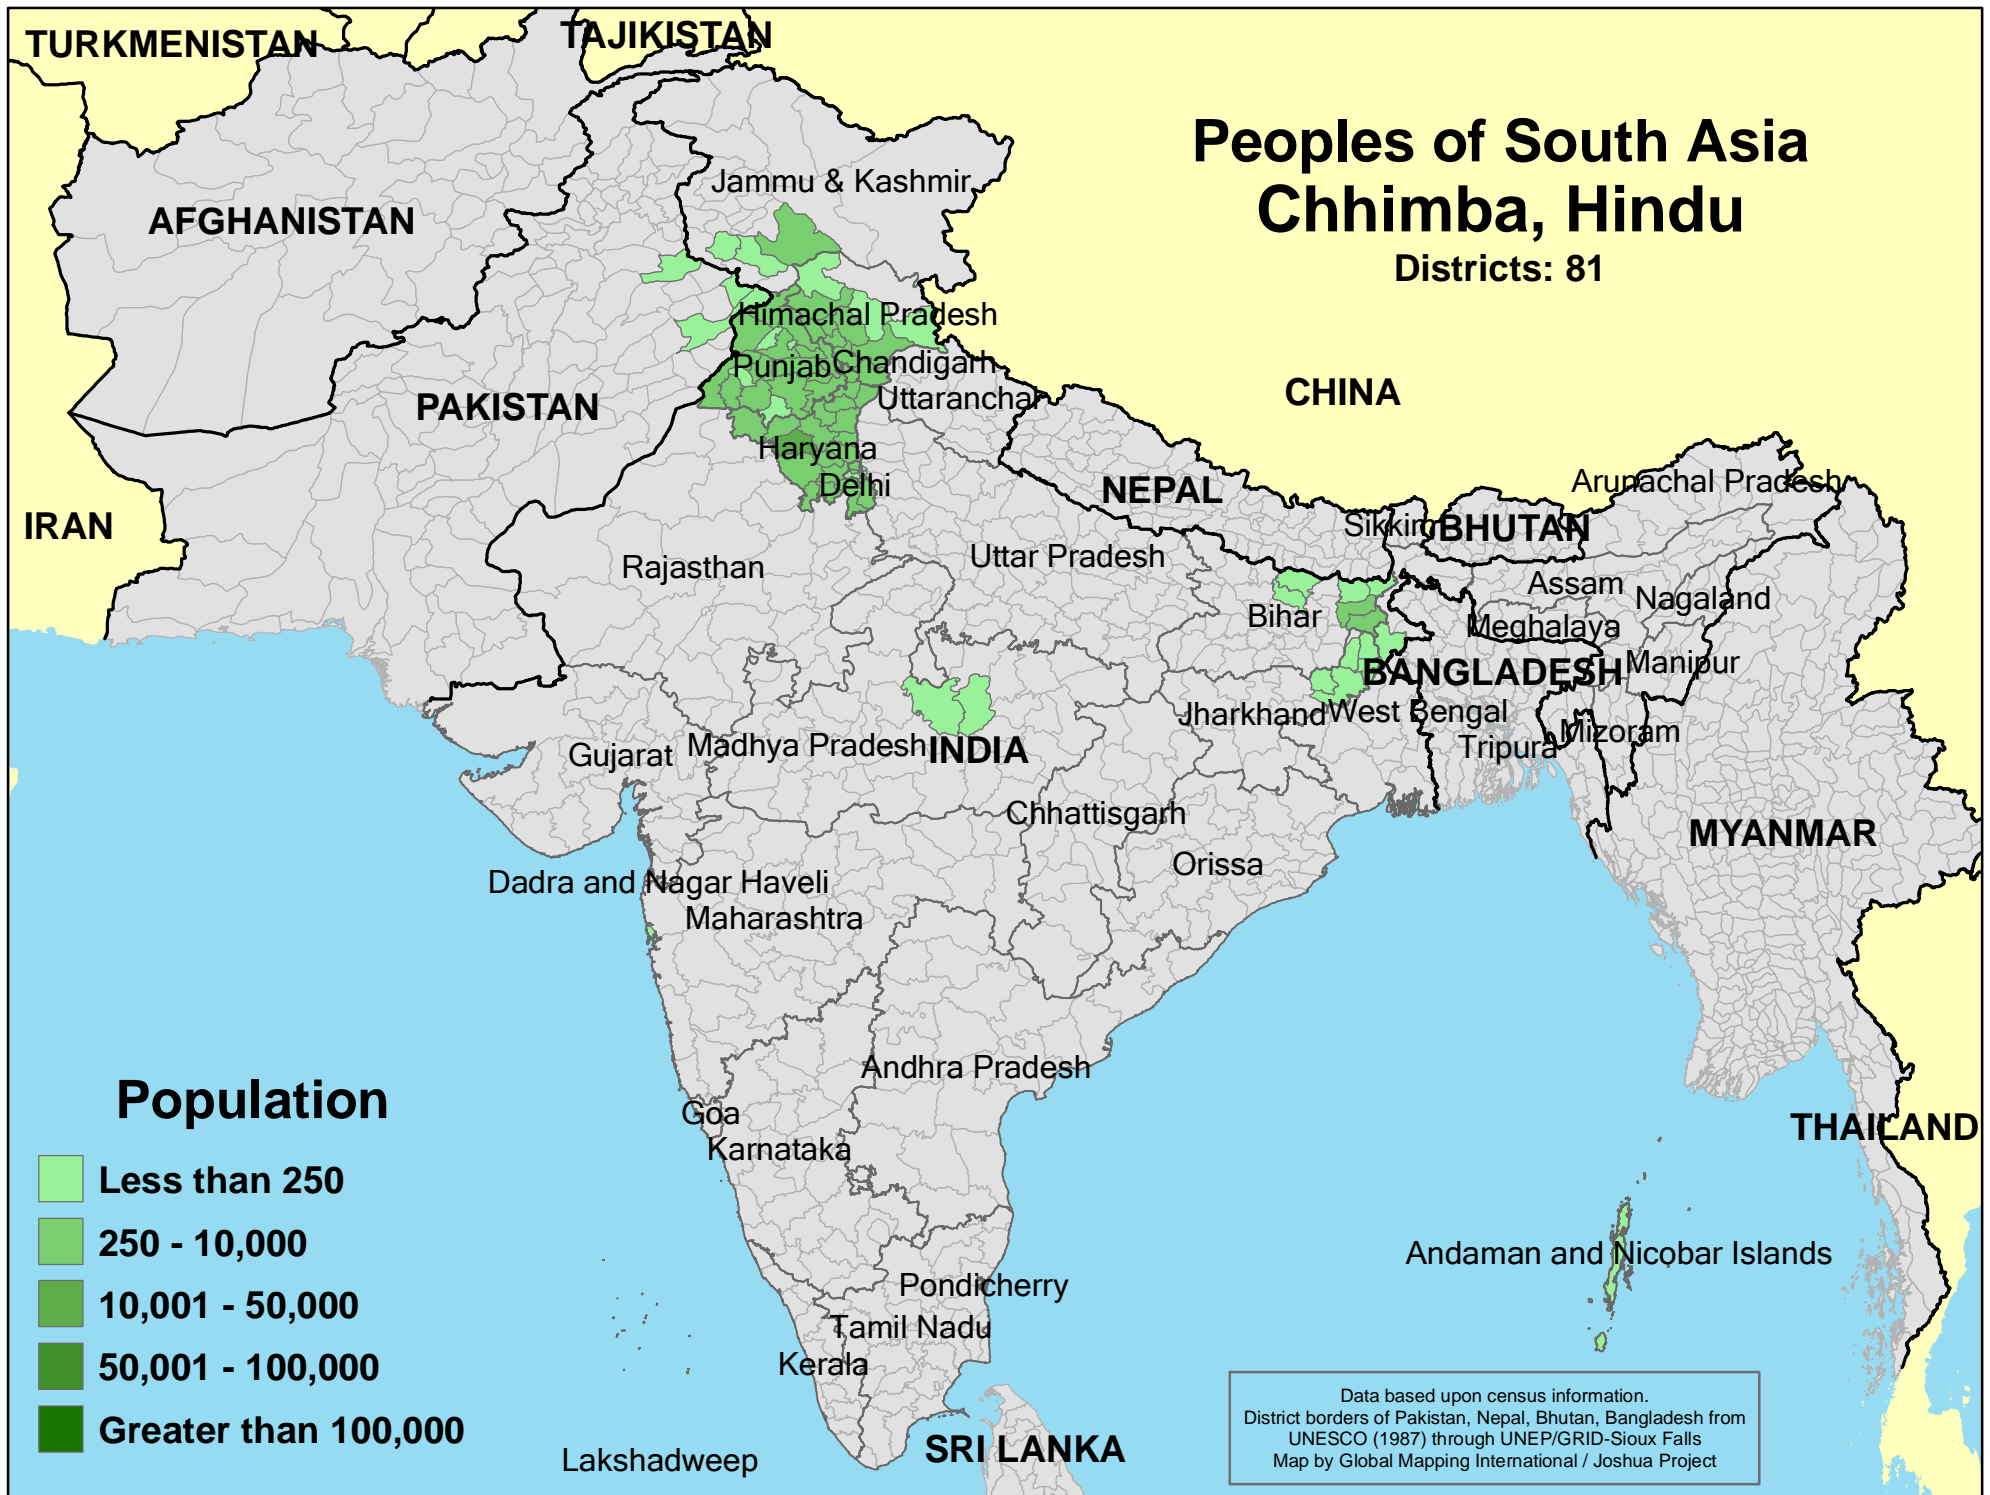 TURKMENISTAN
TAJIKISTAN
Peoples of South Asia
Chhimba, Hindu
Districts: 81
Jammu & Kashmir
AFGHANISTAN
Himachal Pradesh
Punjab
Chandigarh
CHINA
PAKISTAN
Uttaranchal
Haryana
Delhi
NEPAL
Arunachal Pradesh
IRAN
Sikkim
BHUTAN
Rajasthan
Uttar Pradesh
Assam
Nagaland
Bihar
Meghalaya
BANGLADESH
Manipur
Jharkhand
West Bengal
Gujarat
Madhya Pradesh
INDIA
Tripura
Mizoram
Chhattisgarh
MYANMAR
Orissa
Dadra and Nagar Haveli
Maharashtra
Andhra Pradesh
Goa
Karnataka
THAILAND
Population
Less than 250
250 - 10,000
10,001 - 50,000
50,001 - 100,000
Greater than 100,000
Andaman and Nicobar Islands
Pondicherry
Tamil Nadu
Kerala
Lakshadweep
SRI LANKA
Data based upon census information.
District borders of Pakistan, Nepal, Bhutan, Bangladesh from
UNESCO (1987) through UNEP/GRID-Sioux Falls
Map by Global Mapping International / Joshua Project